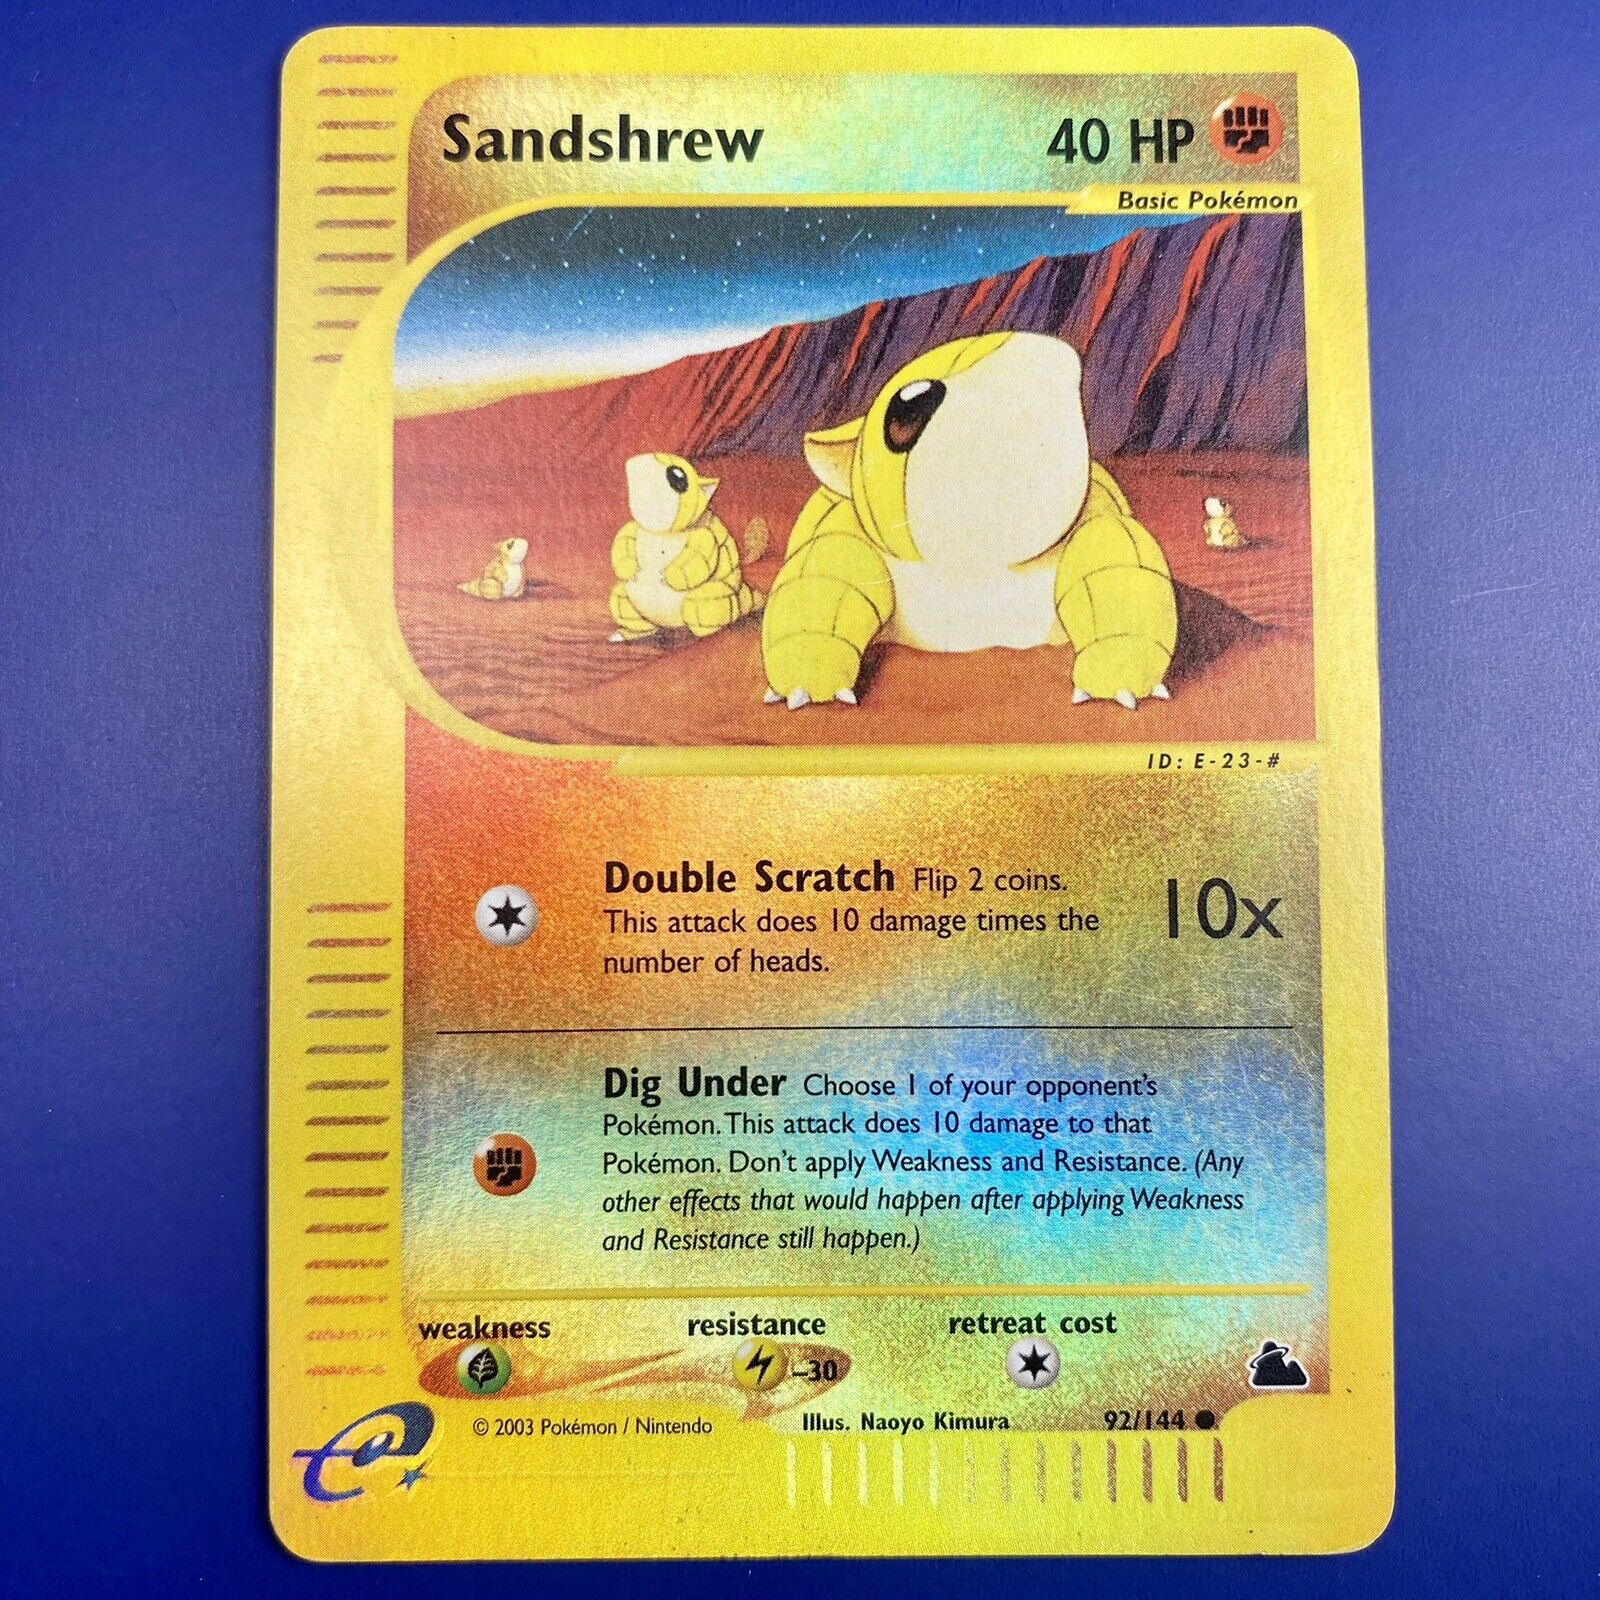 Sandshrew 40 HP
Basic Pokémon
ID: E-23-#
Double Scratch Flip 2 coins.
This attack does 10 damage times the
number of heads.
10x
Dig Under Choose 1 of your opponent's
Pokémon. This attack does 10 damage to that
Pokémon. Don't apply Weakness and Resistance. (Any
other effects that would happen after applying Weakness
and Resistance still happen.)
weakness resistance retreat cost
–30
© 2003 Pokémon / Nintendo Illus. Naoyo Kimura 92/144 ●
e